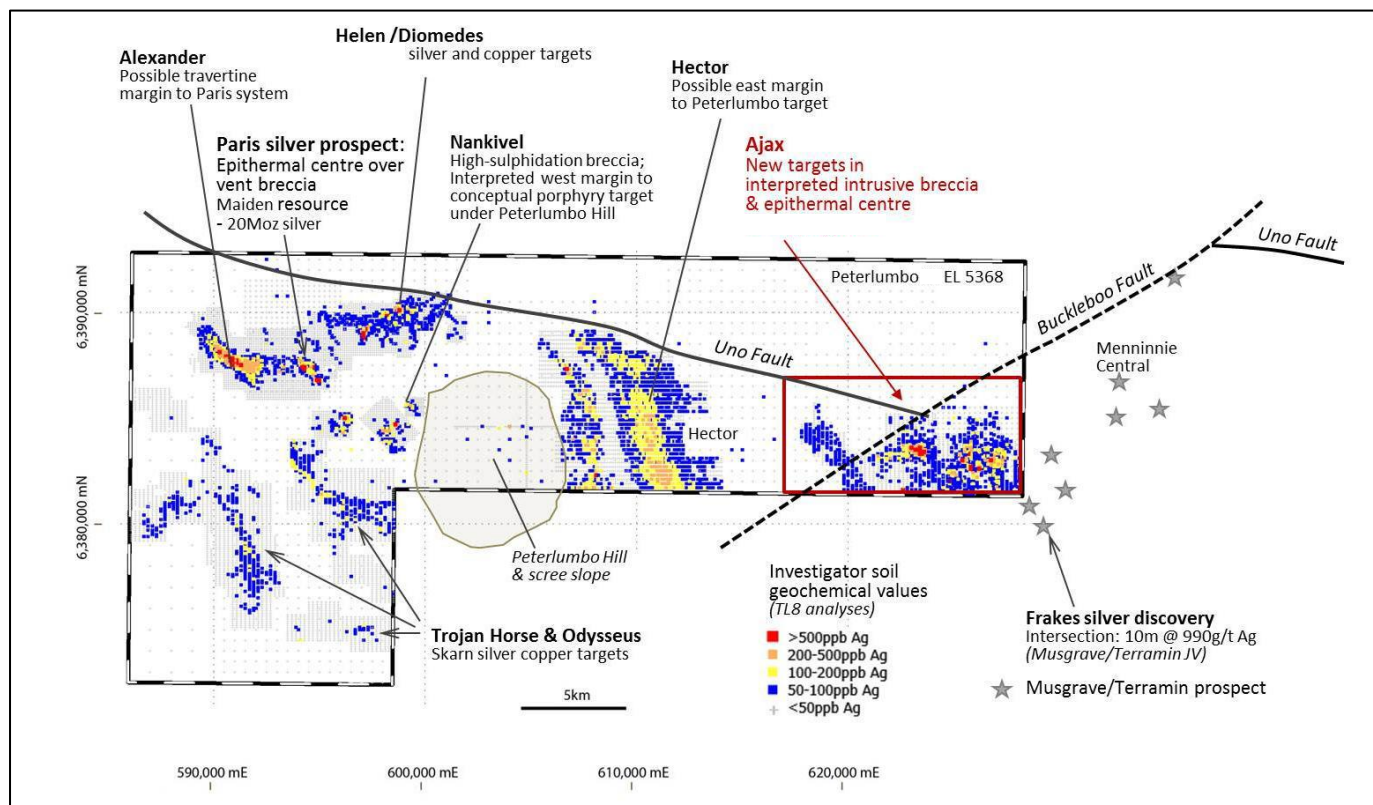 Helen /Diomedes
silver and copper targets
Alexander
Possible travertine
margin to Paris system
Hector
Possible east margin
to Peterlumbo target
Paris silver prospect:
Epithermal centre over
vent breccia
Maiden resource
- 20Moz silver
Nankivel
High-sulphidation breccia;
Interpreted west margin to
conceptual porphyry target
under Peterlumbo Hill
Ajax
New targets in
interpreted intrusive breccia
& epithermal centre
Uno Fault
Peterlumbo EL 5368
Buckleboo Fault
6,390,000 mN
Uno Fault
Menninnie
Central
Hector
6,380,000 mN
Peterlumbo Hill
& scree slope
Investigator soil
geochemical values
(TL8 analyses)
>500ppb Ag
200-500ppb Ag
100-200ppb Ag
50-100ppb Ag
<50ppb Ag
Trojan Horse & Odysseus
Skarn silver copper targets
Frakes silver discovery
Intersection: 10m @ 990g/t Ag
(Musgrave/Terramin JV)
Musgrave/Terramin prospect
5km
590,000 mE
600,000 mE
610,000 mE
620,000 mE